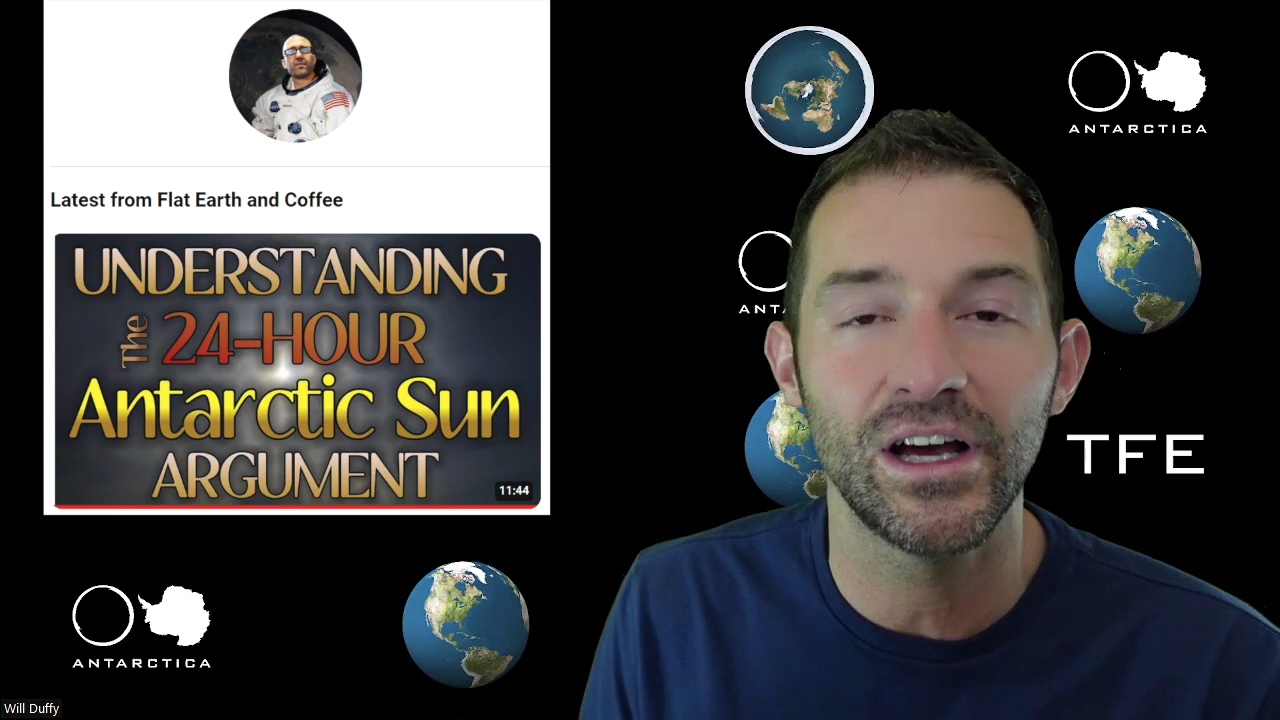 Latest from Flat Earth and Coffee
UNDERSTANDING
The 24-HOUR
Antarctic Sun
ARGUMENT
11:44
ANTARCTICA
ANTA
TFE
ANTARCTICA
Will Duffy